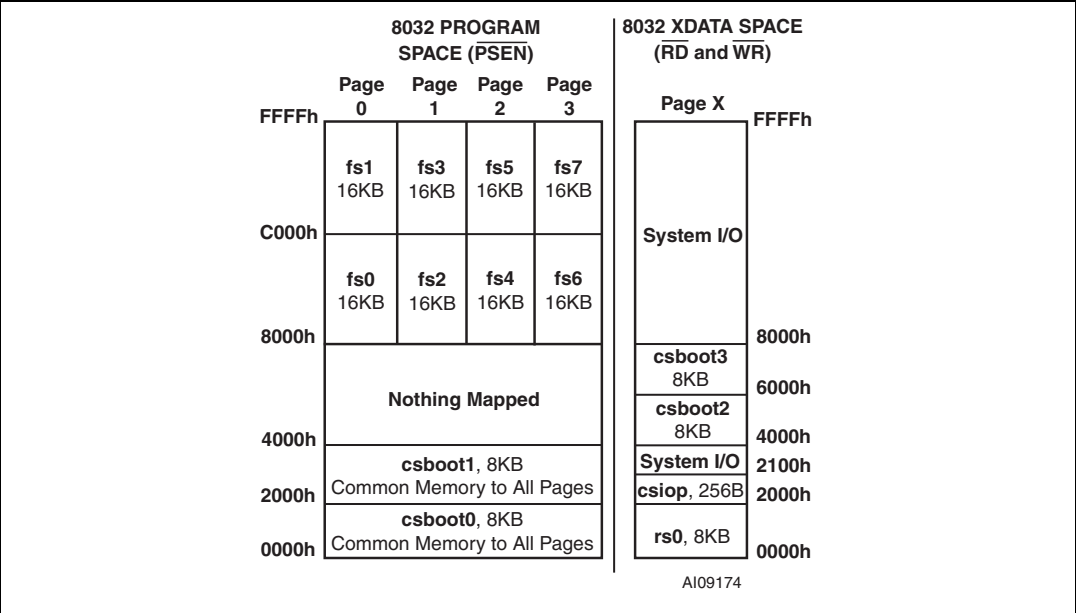 8032 PROGRAM
SPACE (PSEN)
8032 XDATA SPACE
(RD and WR)
Page
0
Page
1
Page
2
Page
3
Page X
FFFFh
FFFFh
fs1
16KB
fs3
16KB
fs5
16KB
fs7
16KB
System I/O
C000h
fs0
16KB
fs2
16KB
fs4
16KB
fs6
16KB
8000h
8000h
Nothing Mapped
csboot3
8KB
6000h
csboot2
8KB
4000h
4000h
csboot1, 8KB
Common Memory to All Pages
System I/O
2100h
csiop, 256B
2000h
2000h
csboot0, 8KB
Common Memory to All Pages
rs0, 8KB
0000h
0000h
AI09174